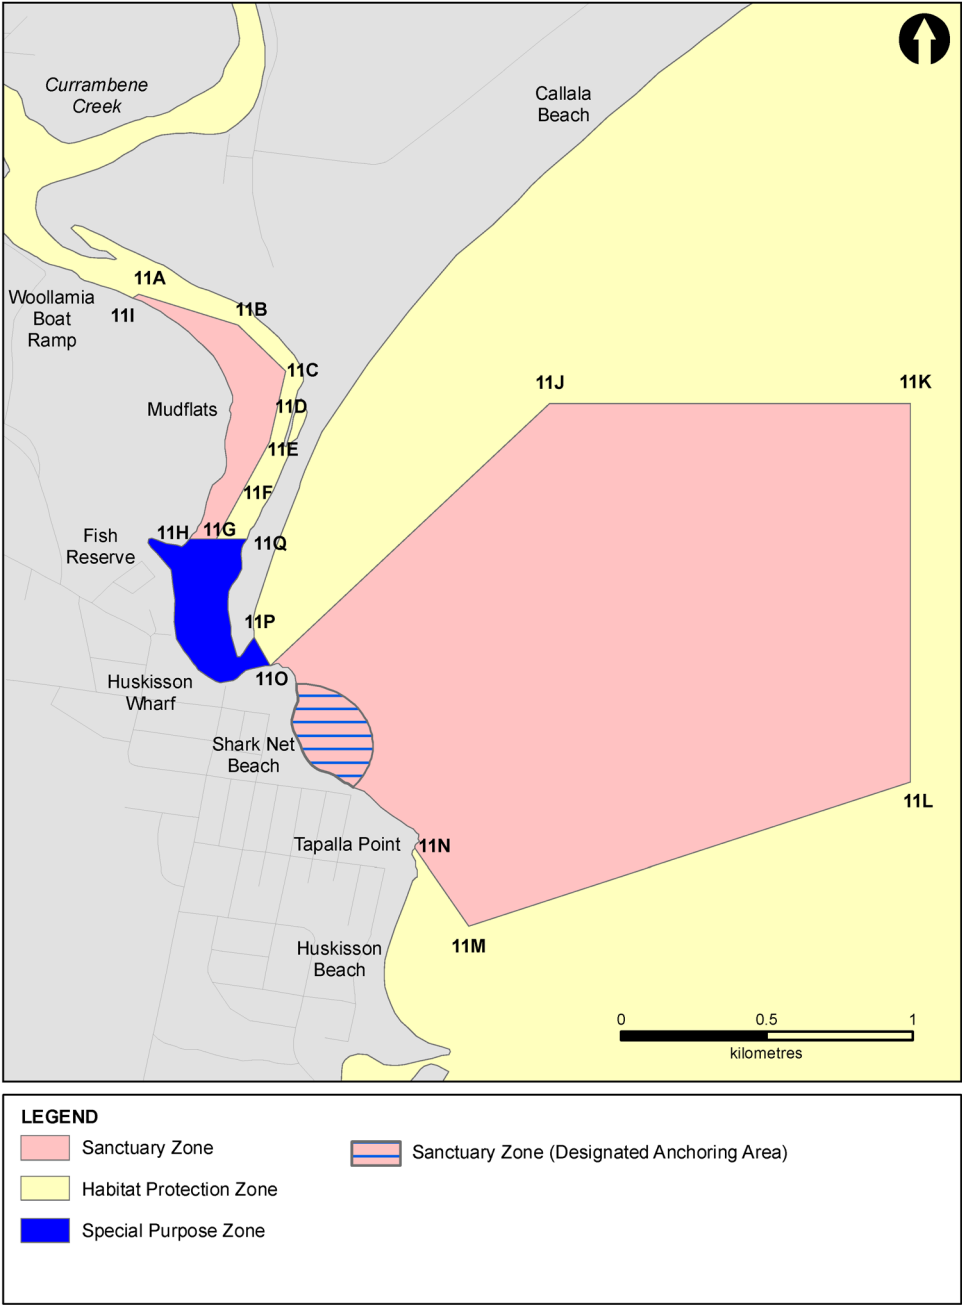 Currambene
Creek
Callala
Beach
11A
Woollamia
Boat
Ramp
11I
11B
11C
11J
11K
Mudflats
11D
11E
11F
Fish
Reserve
11H
11G
11Q
11P
11O
Huskisson
Wharf
Shark Net
Beach
11L
Tapalla Point
11N
11M
Huskisson
Beach
0 0.5 1
kilometres
LEGEND
Sanctuary Zone
Sanctuary Zone (Designated Anchoring Area)
Habitat Protection Zone
Special Purpose Zone